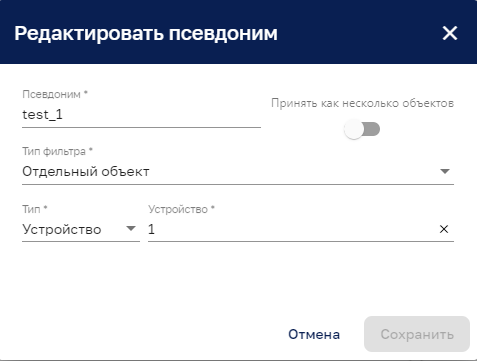 Редактировать псевдоним
Псевдоним *
test_1
Принять как несколько объектов
Тип фильтра *
Отдельный объект
Тип *
Устройство
Устройство *
1
Отмена
Сохранить